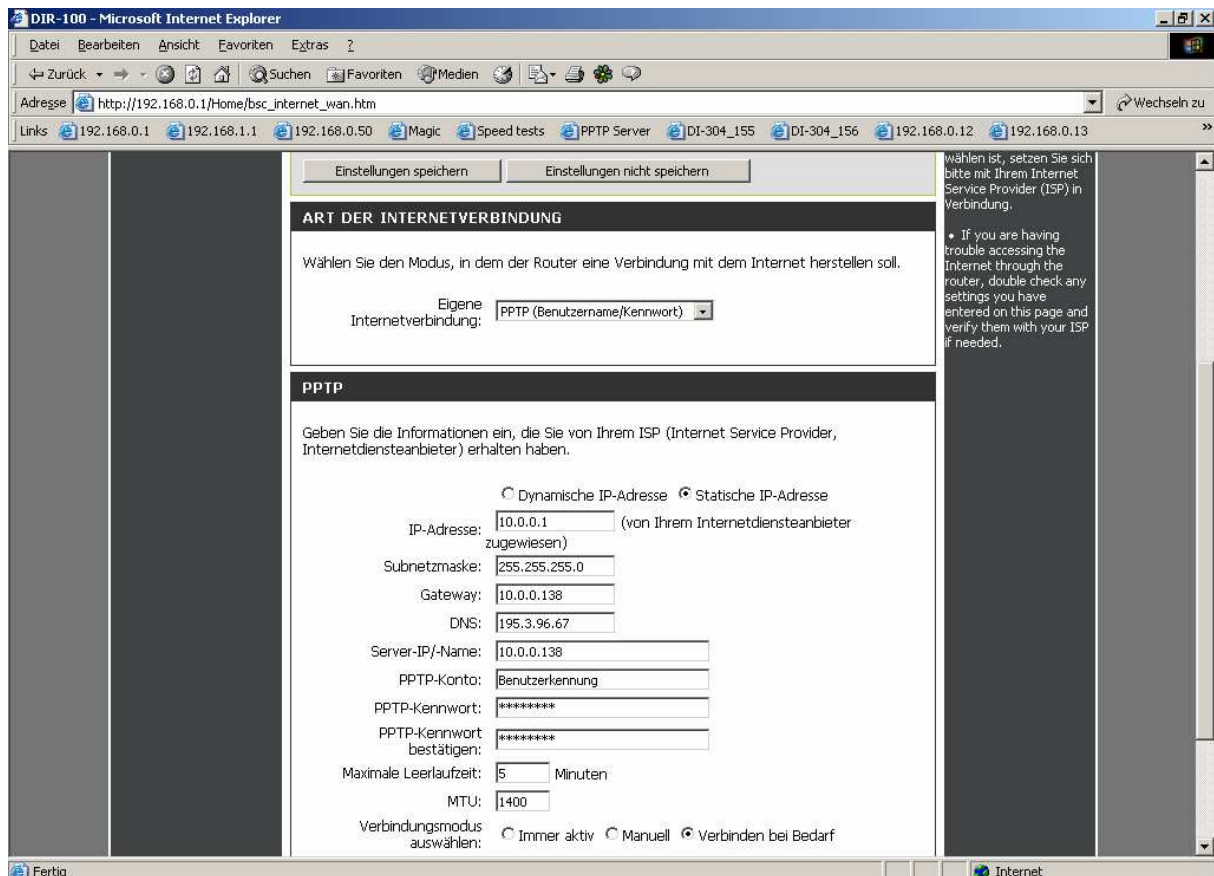 DIR-100 - Microsoft Internet Explorer
Datei Bearbeiten Ansicht Favoriten Extras ?
Zurück Suchen Favoriten Medien
Adresse http://192.168.0.1/Home/bsc_internet_wan.htm Wechseln zu
Links 192.168.0.1 192.168.1.1 192.168.0.50 Magic Speed tests PPTP Server DI-304_155 DI-304_156 192.168.0.12 192.168.0.13 »
Einstellungen speichern Einstellungen nicht speichern
ART DER INTERNETVERBINDUNG
Wählen Sie den Modus, in dem der Router eine Verbindung mit dem Internet herstellen soll.
Eigene
Internetverbindung: PPTP (Benutzername/Kennwort)
PPTP
Geben Sie die Informationen ein, die Sie von Ihrem ISP (Internet Service Provider,
Internetdiensteanbieter) erhalten haben.
Dynamische IP-Adresse Statische IP-Adresse
IP-Adresse: 10.0.0.1 (von Ihrem Internetdiensteanbieter
zugewiesen)
Subnetzmaske: 255.255.255.0
Gateway: 10.0.0.138
DNS: 195.3.96.67
Server-IP/-Name: 10.0.0.138
PPTP-Konto: Benutzerkennung
PPTP-Kennwort: ********
PPTP-Kennwort
bestätigen: ********
Maximale Leerlaufzeit: 5 Minuten
MTU: 1400
Verbindungsmodus
auswählen: Immer aktiv Manuell Verbinden bei Bedarf
wählen ist, setzen Sie sich
bitte mit Ihrem Internet
Service Provider (ISP) in
Verbindung.
• If you are having
trouble accessing the
Internet through the
router, double check any
settings you have
entered on this page and
verify them with your ISP
if needed.
Fertig Internet